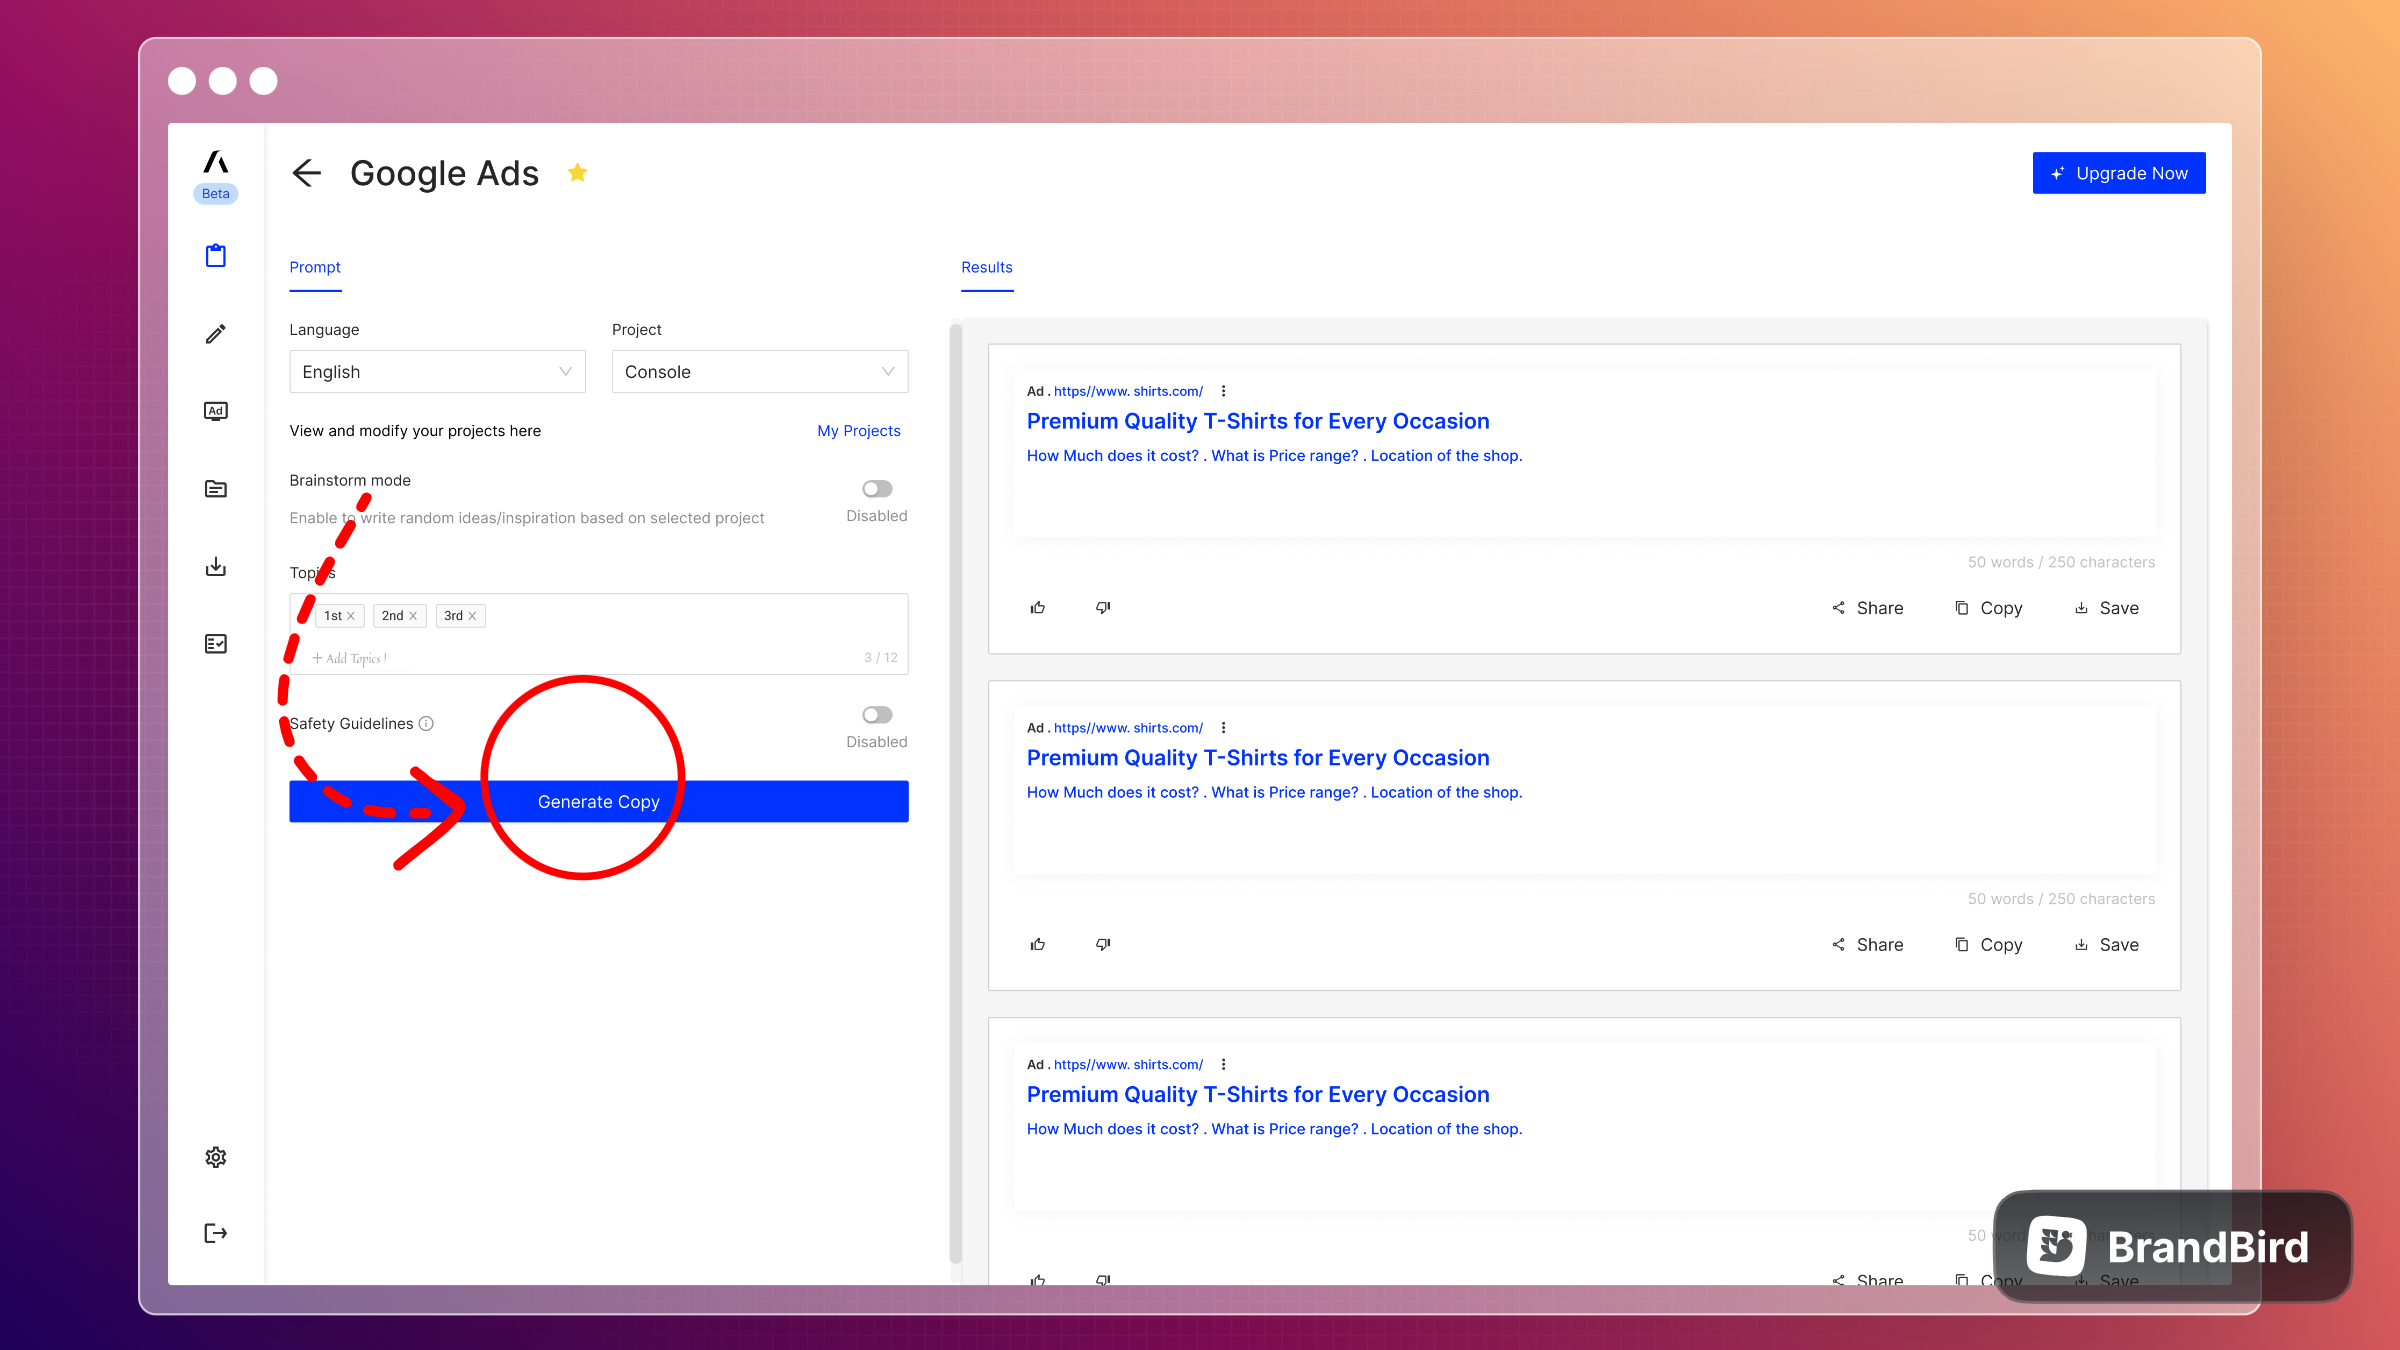 Beta
Google Ads
Upgrade Now
Prompt
Language
Project
English
Console
View and modify your projects here
My Projects
Brainstorm mode
Enable to write random ideas/inspiration based on selected project
Disabled
Topics
1st
2nd
3rd
+ Add Topics !
3 / 12
Safety Guidelines
Disabled
Generate Copy
Ad
Results
Ad . https//www. shirts.com/
Premium Quality T-Shirts for Every Occasion
How Much does it cost? . What is Price range? . Location of the shop.
50 words / 250 characters
Share
Copy
Save
Ad . https//www. shirts.com/
Premium Quality T-Shirts for Every Occasion
How Much does it cost? . What is Price range? . Location of the shop.
50 words / 250 characters
Share
Copy
Save
Ad . https//www. shirts.com/
Premium Quality T-Shirts for Every Occasion
How Much does it cost? . What is Price range? . Location of the shop.
50 words
Share
Copy
Save
BrandBird